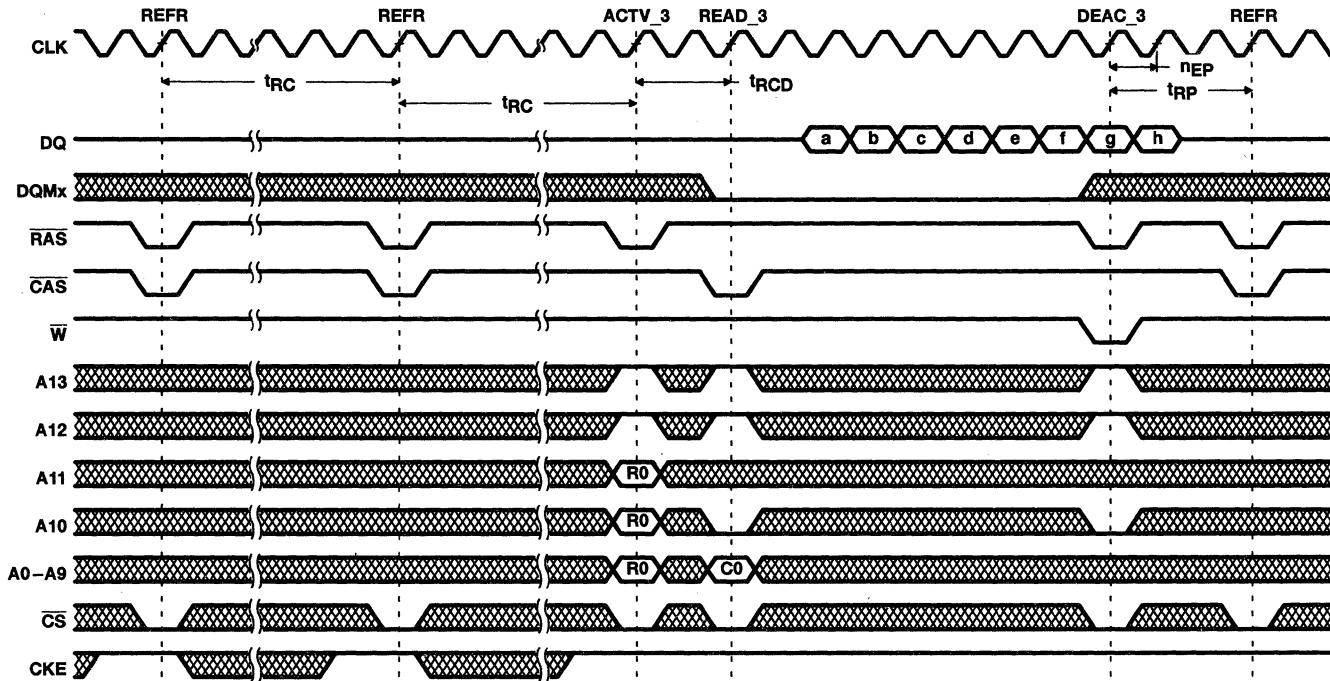 REFR REFR ACTV_3 READ_3 DEAC_3 REFR
CLK
nEP
tRC tRCD
tRP
tRC
DQ a b c d e f g h
DQMx
RAS
CAS
W
A13
A12
A11 R0
A10 R0
A0–A9 R0 C0
CS
CKE